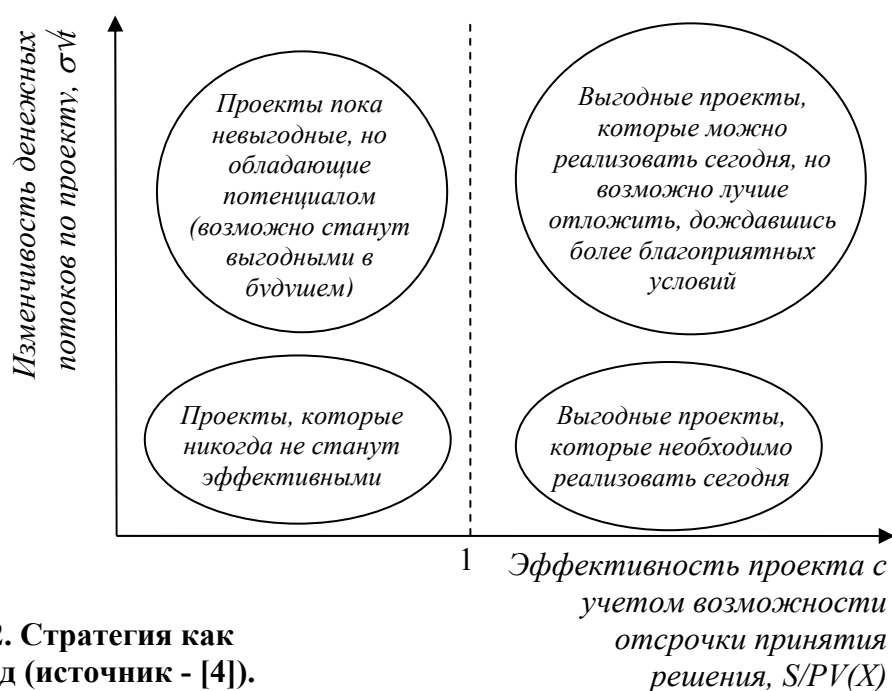 Изменчивость денежных
потоков по проекту, σ√t
Проекты пока
невыгодные, но
обладающие
потенциалом
(возможно станут
выгодными в
будущем)
Выгодные проекты,
которые можно
реализовать сегодня, но
возможно лучше
отложить, дождавшись
более благоприятных
условий
Проекты, которые
никогда не станут
эффективными
Выгодные проекты,
которые необходимо
реализовать сегодня
1
Эффективность проекта с
учетом возможности
отсрочки принятия
решения, S/PV(X)
2. Стратегия как
д (источник - [4]).